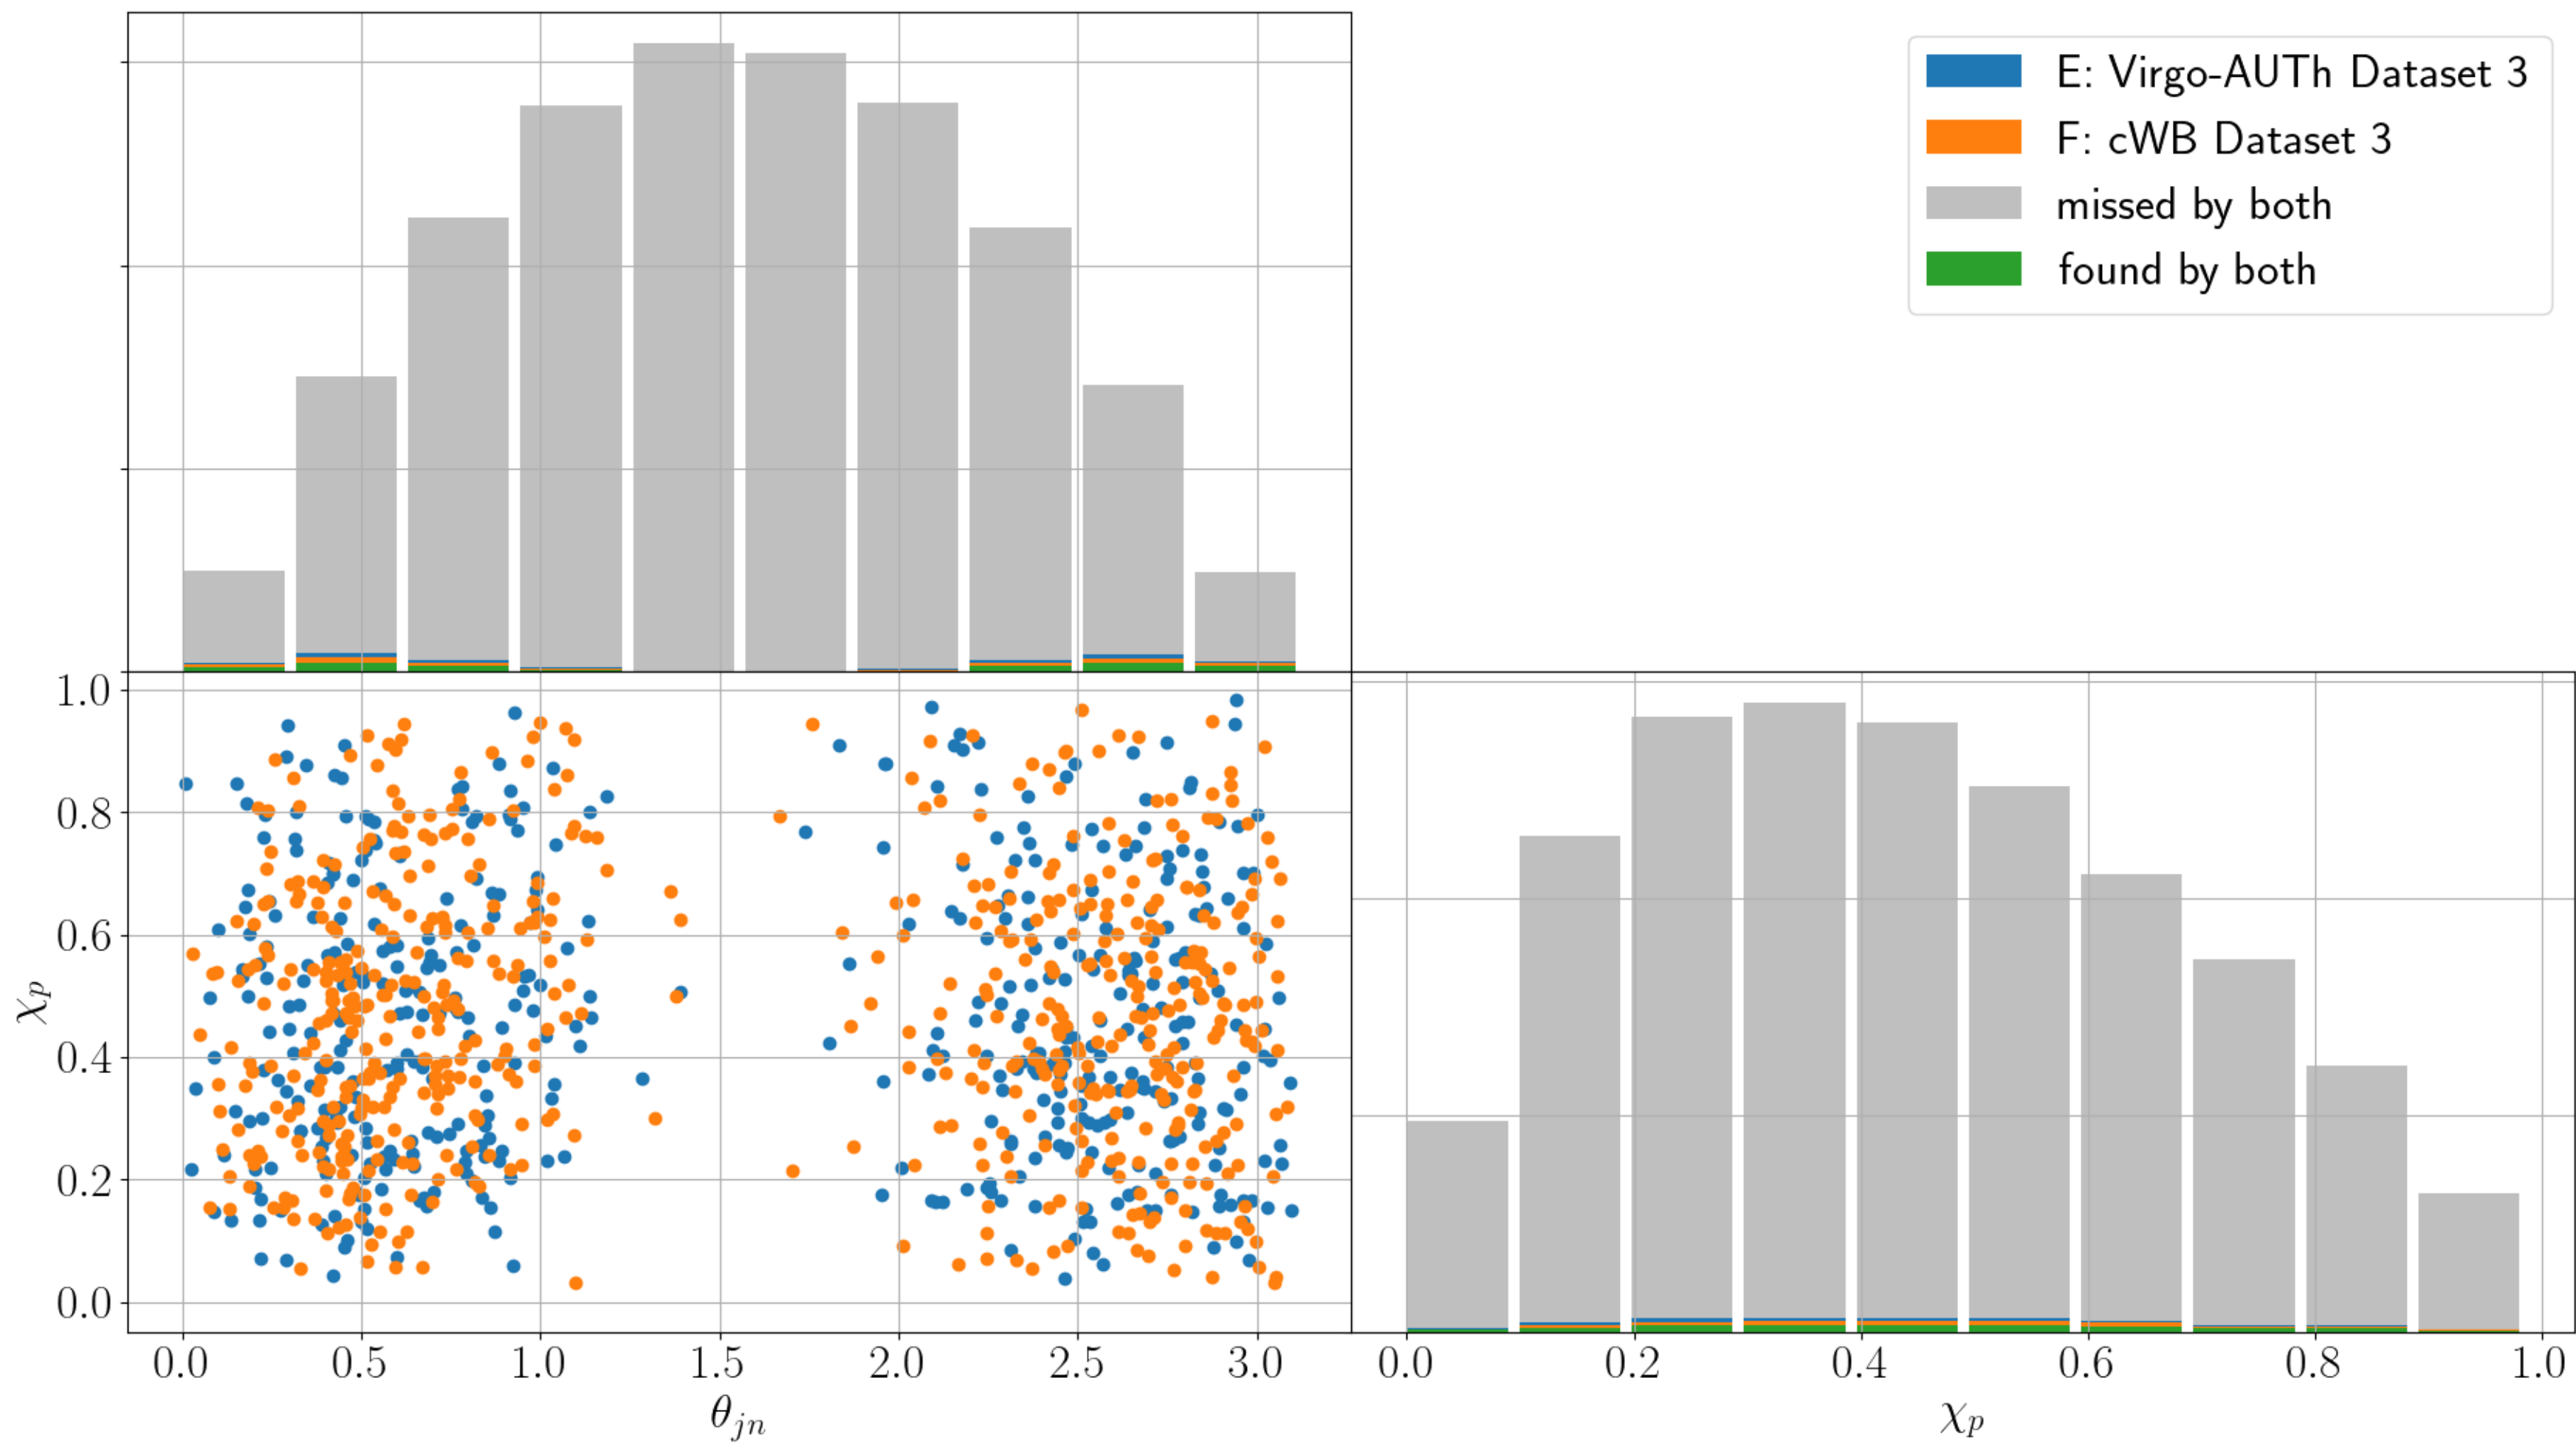 E: Virgo-AUTh Dataset 3
F: cWB Dataset 3
missed by both
found by both
1.0
0.8
0.6
0.4
0.2
0.0
χp
0.0 0.5 1.0 1.5 2.0 2.5 3.0
θjn
0.0 0.2 0.4 0.6 0.8 1.0
χp